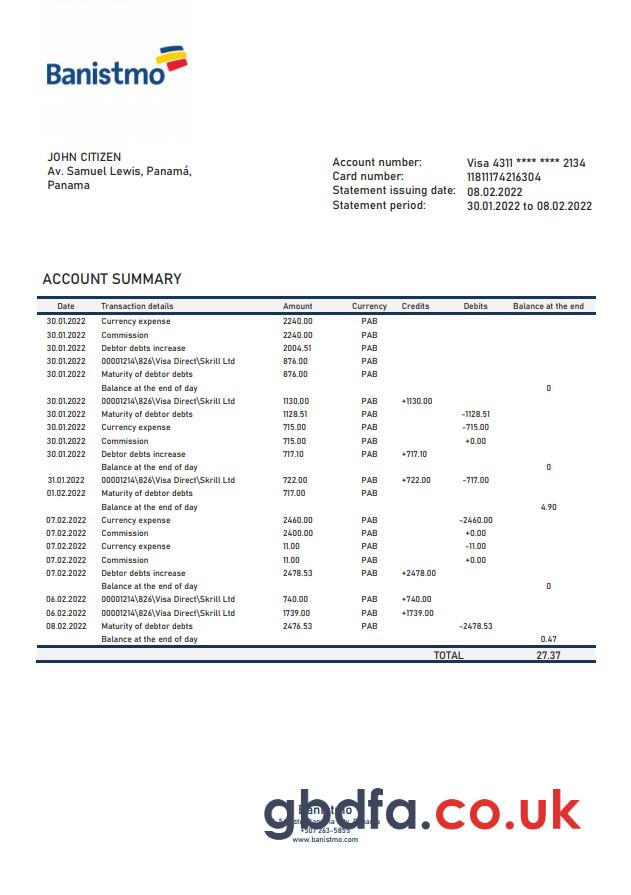 Banistmo
JOHN CITIZEN
Av. Samuel Lewis, Panamá,
Panama
Account number: Visa 4311 **** **** 2134
Card number: 11811174216304
Statement issuing date: 08.02.2022
Statement period: 30.01.2022 to 08.02.2022
ACCOUNT SUMMARY
Date Transaction details Amount Currency Credits Debits Balance at the end
30.01.2022 Currency expense 2240.00 PAB
30.01.2022 Commission 2240.00 PAB
30.01.2022 Debtor debts increase 2004.51 PAB
30.01.2022 00001214\826\Visa Direct\Skrill Ltd 876.00 PAB
30.01.2022 Maturity of debtor debts 876.00 PAB
Balance at the end of day 0
30.01.2022 00001214\826\Visa Direct\Skrill Ltd 1130.00 PAB +1130.00
30.01.2022 Maturity of debtor debts 1128.51 PAB -1128.51
30.01.2022 Currency expense 715.00 PAB -715.00
30.01.2022 Commission 715.00 PAB +0.00
30.01.2022 Debtor debts increase 717.10 PAB +717.10
Balance at the end of day 0
31.01.2022 00001214\826\Visa Direct\Skrill Ltd 722.00 PAB +722.00 -717.00
01.02.2022 Maturity of debtor debts 717.00 PAB
Balance at the end of day 4.90
07.02.2022 Currency expense 2460.00 PAB -2460.00
07.02.2022 Commission 2400.00 PAB +0.00
07.02.2022 Currency expense 11.00 PAB -11.00
07.02.2022 Commission 11.00 PAB +0.00
07.02.2022 Debtor debts increase 2478.53 PAB +2478.00
Balance at the end of day 0
06.02.2022 00001214\826\Visa Direct\Skrill Ltd 740.00 PAB +740.00
06.02.2022 00001214\826\Visa Direct\Skrill Ltd 1739.00 PAB +1739.00
08.02.2022 Maturity of debtor debts 2476.53 PAB -2478.53
Balance at the end of day 0.47
TOTAL 27.37
Banistmo
gbdfa.co.uk
+507 263-5855
www.banistmo.com